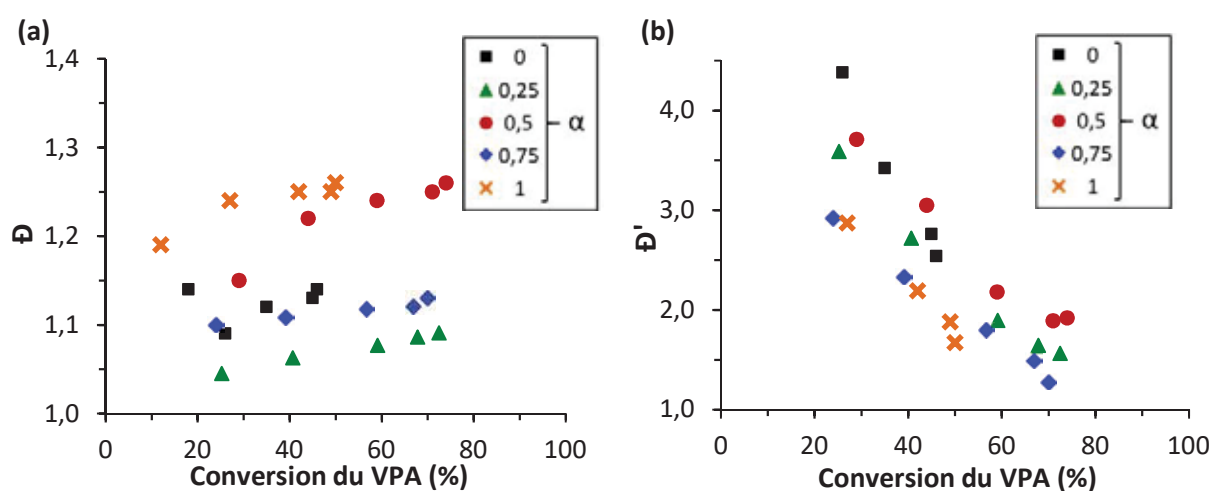 (a)
1,4
1,3
1,2
1,1
1,0
Đ
0
0,25
0,5
0,75
1
α
0 20 40 60 80 100
Conversion du VPA (%)
(b)
4,0
3,0
2,0
1,0
Đ'
0
0,25
0,5
0,75
1
α
0 20 40 60 80 100
Conversion du VPA (%)